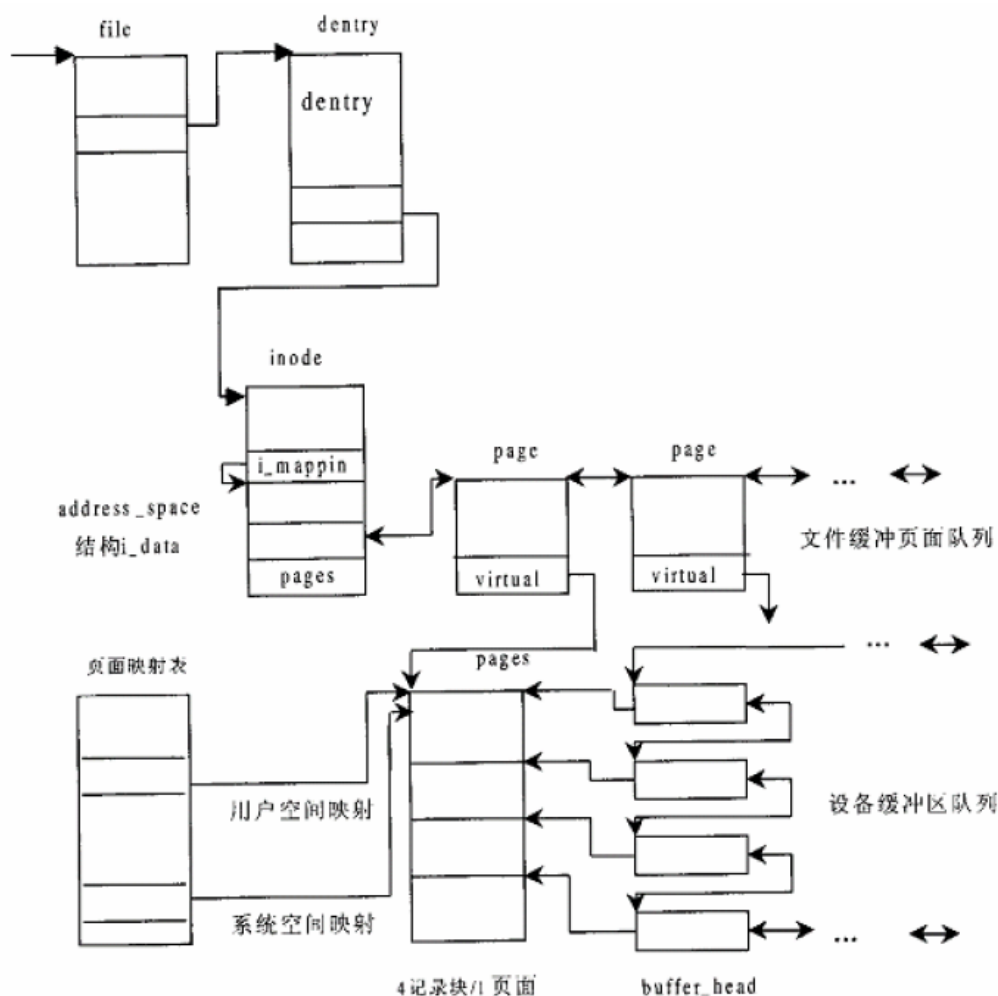 file
dentry
dentry
inode
i_mappin
address_space
结构i_data
pages
page
page
...
virtual
virtual
文件缓冲页面队列
...
页面映射表
pages
用户空间映射
系统空间映射
设备缓冲区队列
...
4记录块/1页面
buffer_head